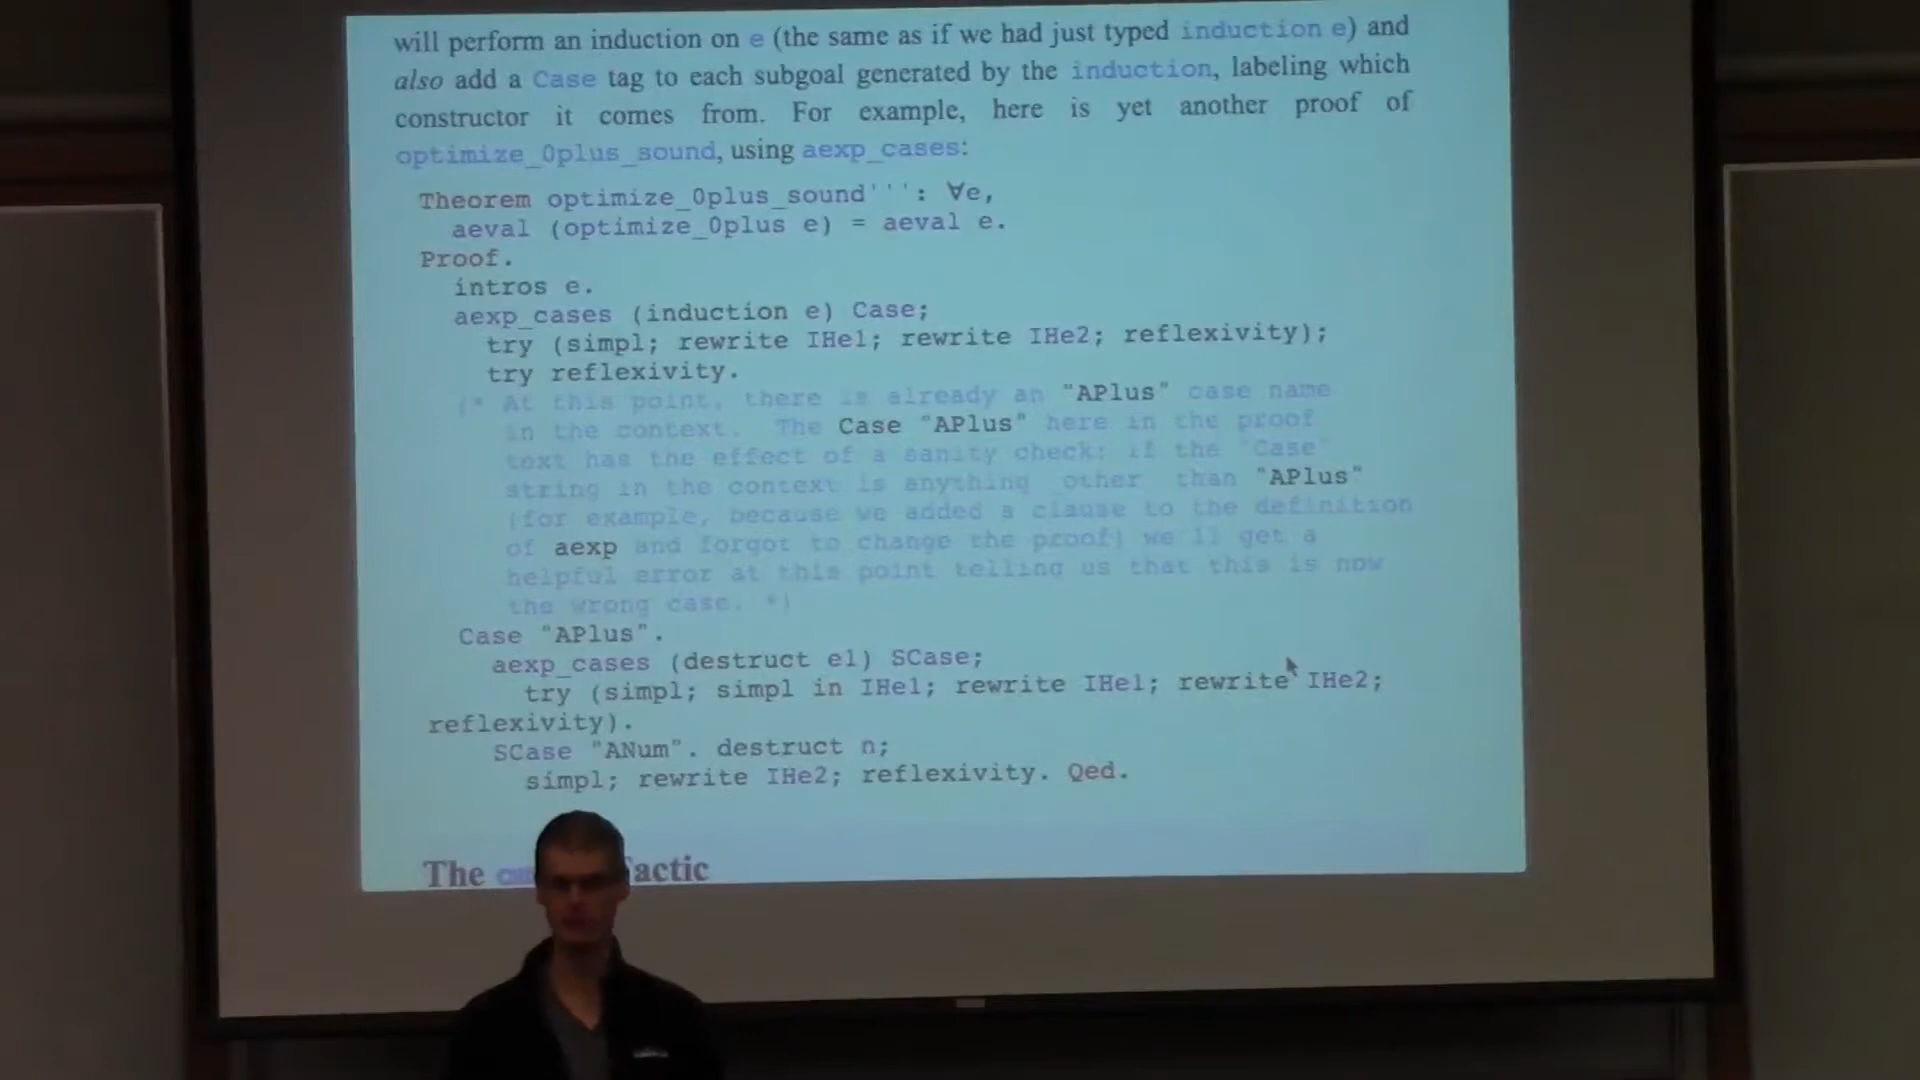 will perform an induction on e (the same as if we had just typed induction e) and
also add a Case tag to each subgoal generated by the induction, labeling which
constructor it comes from. For example, here is yet another proof of
optimize_0plus_sound, using aexp_cases:
Theorem optimize_0plus_sound''': ∀e,
aeval (optimize_0plus e) = aeval e.
Proof.
intros e.
aexp_cases (induction e) Case;
try (simpl; rewrite IHe1; rewrite IHe2; reflexivity);
try reflexivity.
(* At this point, there is already an "APlus" case name
in the context. The Case "APlus" here in the proof
text has the effect of a sanity check: if the "Case"
string in the context is anything other than "APlus"
(for example, because we added a clause to the definition
of aexp and forgot to change the proof) we'll get a
helpful error at this point telling us that this is now
the wrong case. *)
Case "APlus".
aexp_cases (destruct e1) SCase;
try (simpl; simpl in IHe1; rewrite IHe1; rewrite IHe2;
reflexivity).
SCase "ANum". destruct n;
simpl; rewrite IHe2; reflexivity. Qed.
The actic